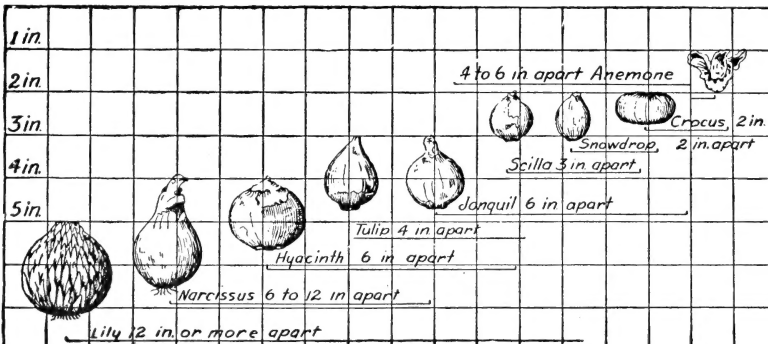 1 in.
2 in.
4 to 6 in apart Anemone
3 in.
Crocus, 2 in.
Snowdrop, 2 in. apart
4 in.
Scilla 3 in apart
5 in.
Jonquil 6 in apart
Tulip 4 in apart
Hyacinth 6 in apart
Narcissus 6 to 12 in apart
Lily 12 in. or more apart